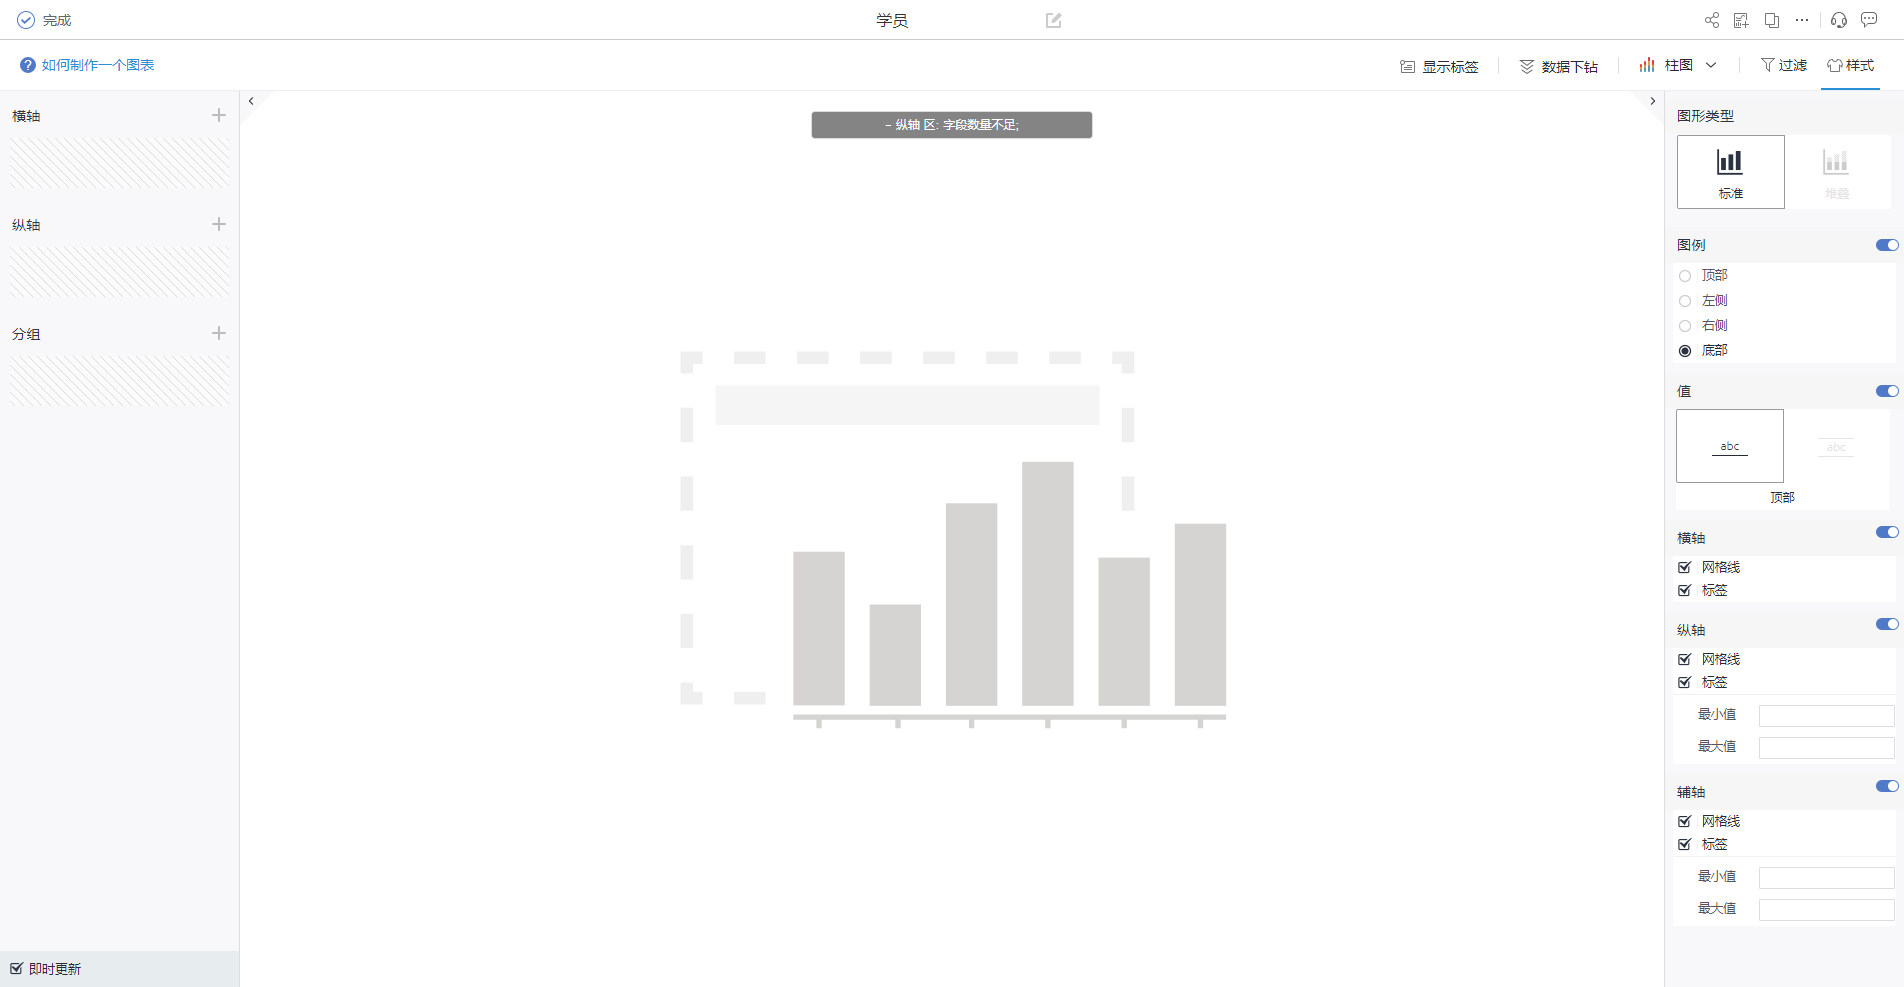 完成
学员
如何制作一个图表
显示标签
数据下钻
柱图
过滤
样式
横轴
纵轴
分组
- 纵轴 区: 字段数量不足;
图形类型
标准
堆叠
图例
顶部
左侧
右侧
底部
值
abc
abc
顶部
横轴
网格线
标签
纵轴
网格线
标签
最小值
最大值
辅轴
网格线
标签
最小值
最大值
即时更新